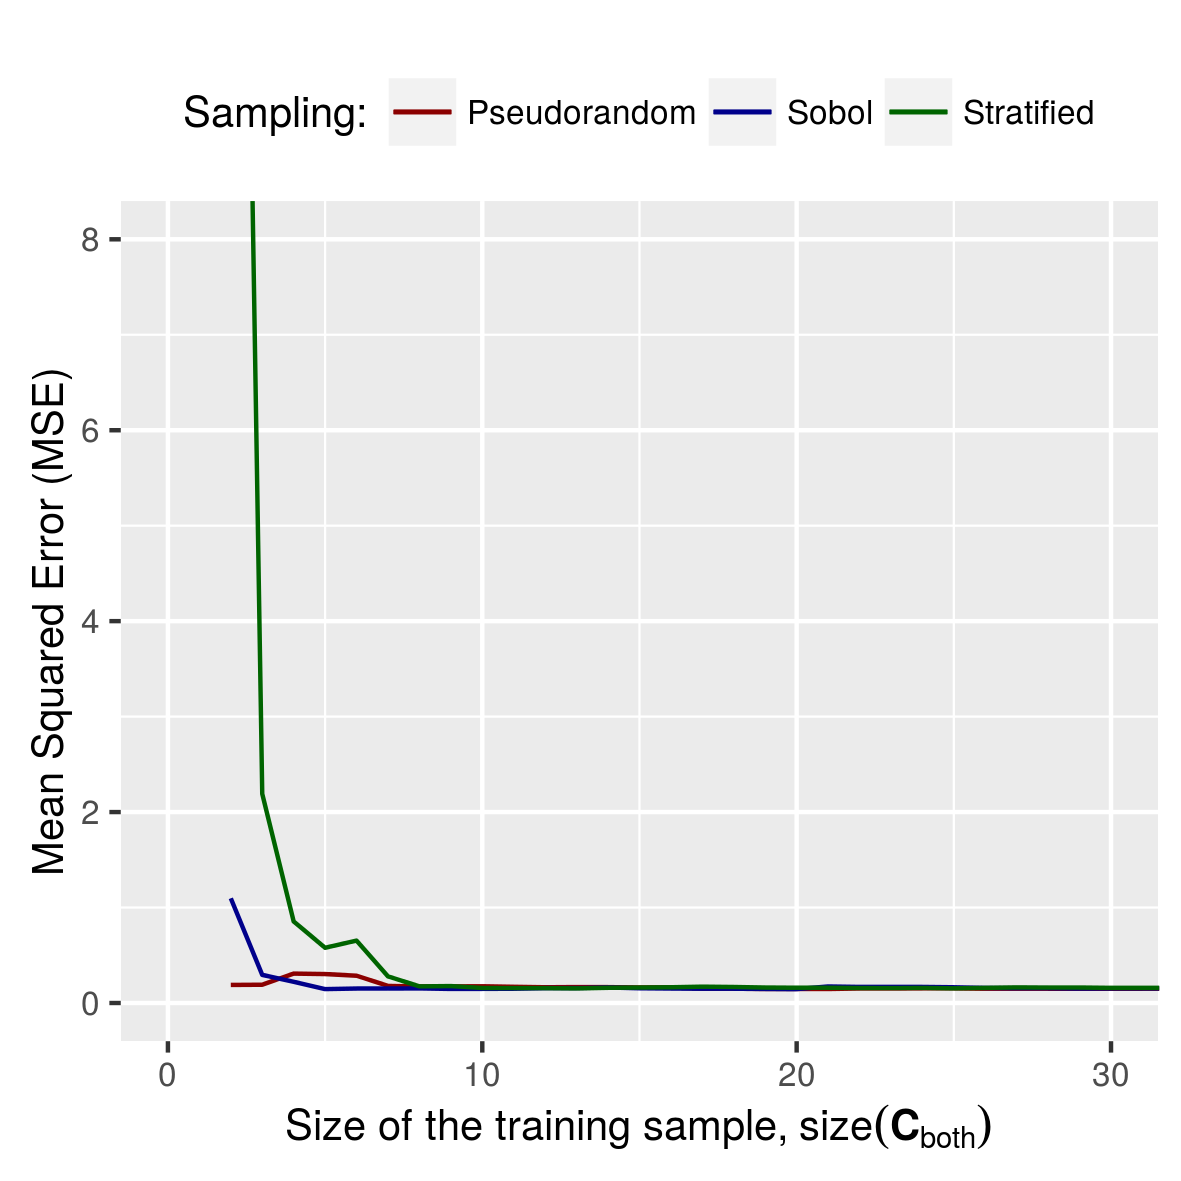 Sampling: Pseudorandom Sobol Stratified
8
6
4
2
0
Mean Squared Error (MSE)
0 10 20 30
Size of the training sample, size(C_both)